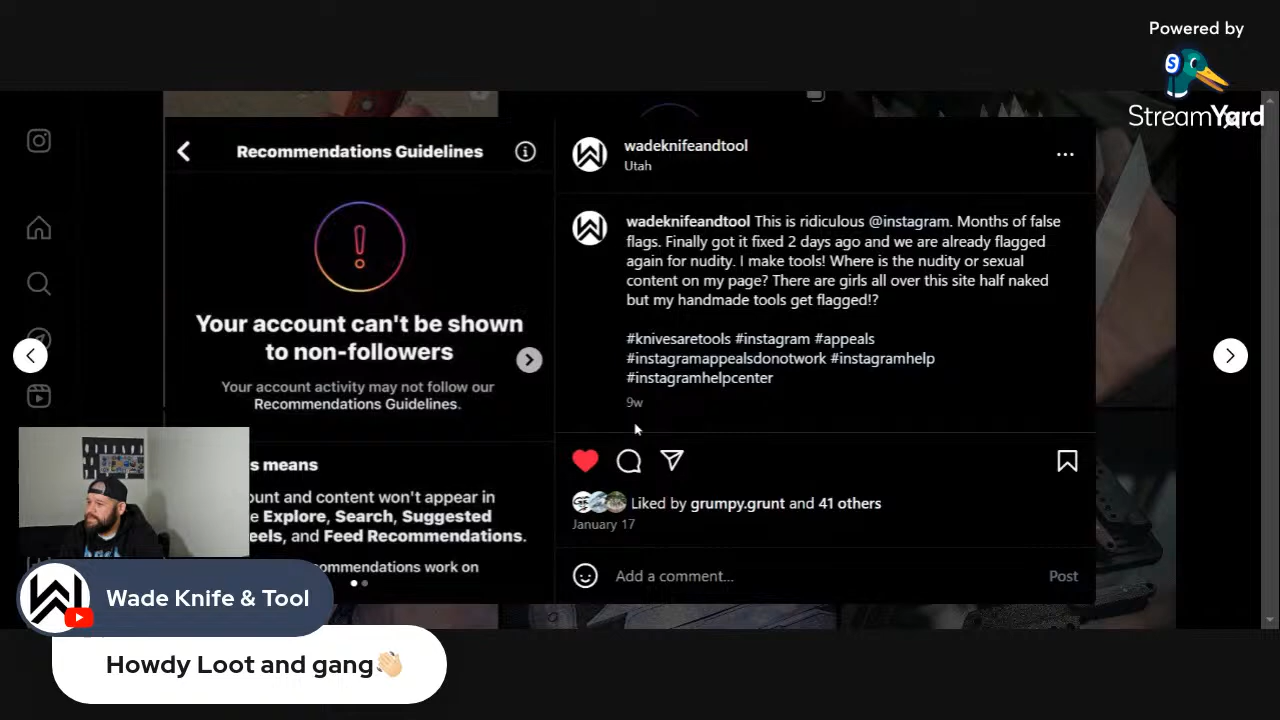 Powered by
StreamYard
Recommendations Guidelines
Your account can't be shown
to non-followers
Your account activity may not follow our
Recommendations Guidelines.
s means
ount and content won't appear in
e Explore, Search, Suggested
eels, and Feed Recommendations.
ommendations work on
wadeknifeandtool
Utah
wadeknifeandtool This is ridiculous @instagram. Months of false
flags. Finally got it fixed 2 days ago and we are already flagged
again for nudity. I make tools! Where is the nudity or sexual
content on my page? There are girls all over this site half naked
but my handmade tools get flagged!?
#knivesaretools #instagram #appeals
#instagramappealsdonotwork #instagramhelp
#instagramhelpcenter
9w
Liked by grumpy.grunt and 41 others
January 17
Add a comment...
Post
Wade Knife & Tool
Howdy Loot and gang👋🏻